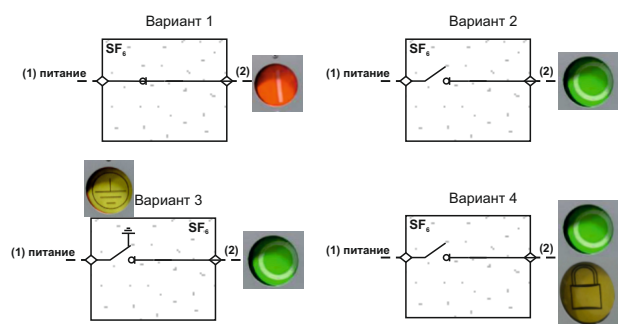 Вариант 1
SF₆
(1) питание
(2)
Вариант 2
SF₆
(1) питание
(2)
Вариант 3
SF₆
(1) питание
(2)
Вариант 4
SF₆
(1) питание
(2)